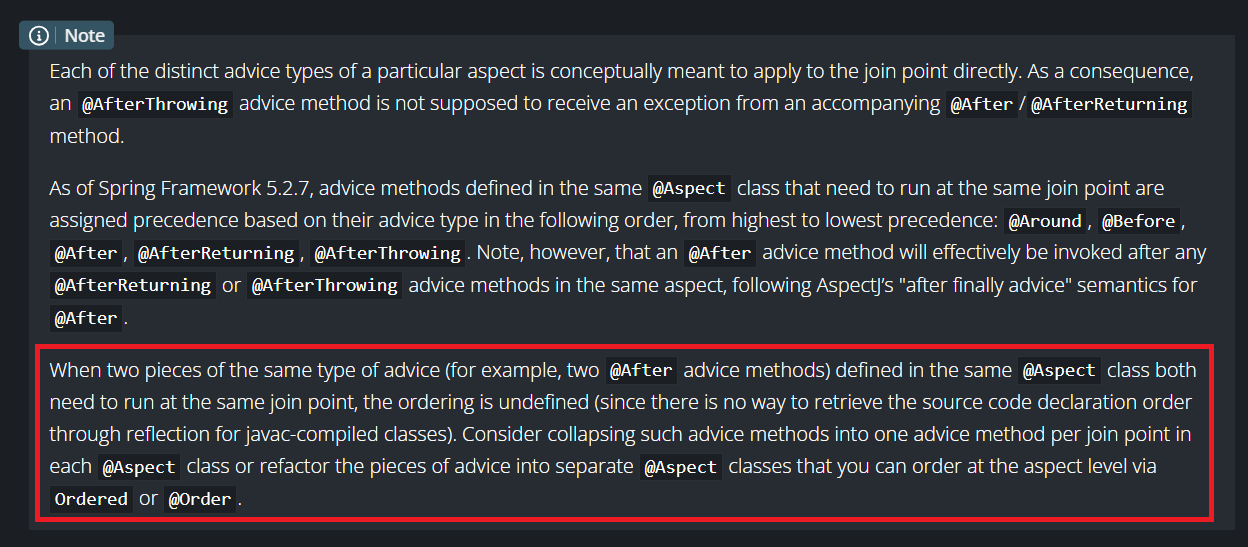 Note
Each of the distinct advice types of a particular aspect is conceptually meant to apply to the join point directly. As a consequence,
an @AfterThrowing advice method is not supposed to receive an exception from an accompanying @After / @AfterReturning
method.
As of Spring Framework 5.2.7, advice methods defined in the same @Aspect class that need to run at the same join point are
assigned precedence based on their advice type in the following order, from highest to lowest precedence: @Around , @Before ,
@After , @AfterReturning , @AfterThrowing . Note, however, that an @After advice method will effectively be invoked after any
@AfterReturning or @AfterThrowing advice methods in the same aspect, following AspectJ’s "after finally advice" semantics for
@After .
When two pieces of the same type of advice (for example, two @After advice methods) defined in the same @Aspect class both
need to run at the same join point, the ordering is undefined (since there is no way to retrieve the source code declaration order
through reflection for javac-compiled classes). Consider collapsing such advice methods into one advice method per join point in
each @Aspect class or refactor the pieces of advice into separate @Aspect classes that you can order at the aspect level via
Ordered or @Order .